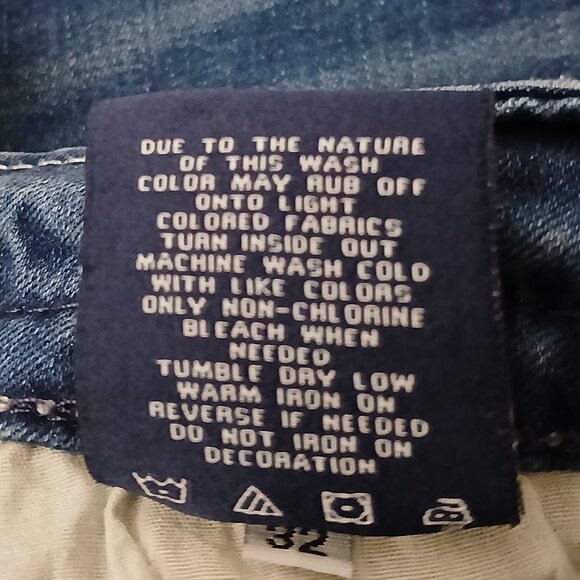 DUE TO THE NATURE
OF THIS WASH
COLOR MAY RUB OFF
ONTO LIGHT
COLORED FABRICS
TURN INSIDE OUT
MACHINE WASH COLD
WITH LIKE COLORS
ONLY NON-CHLORINE
BLEACH WHEN
NEEDED
TUMBLE DRY LOW
WARM IRON ON
REVERSE IF NEEDED
DO NOT IRON ON
DECORATION
32